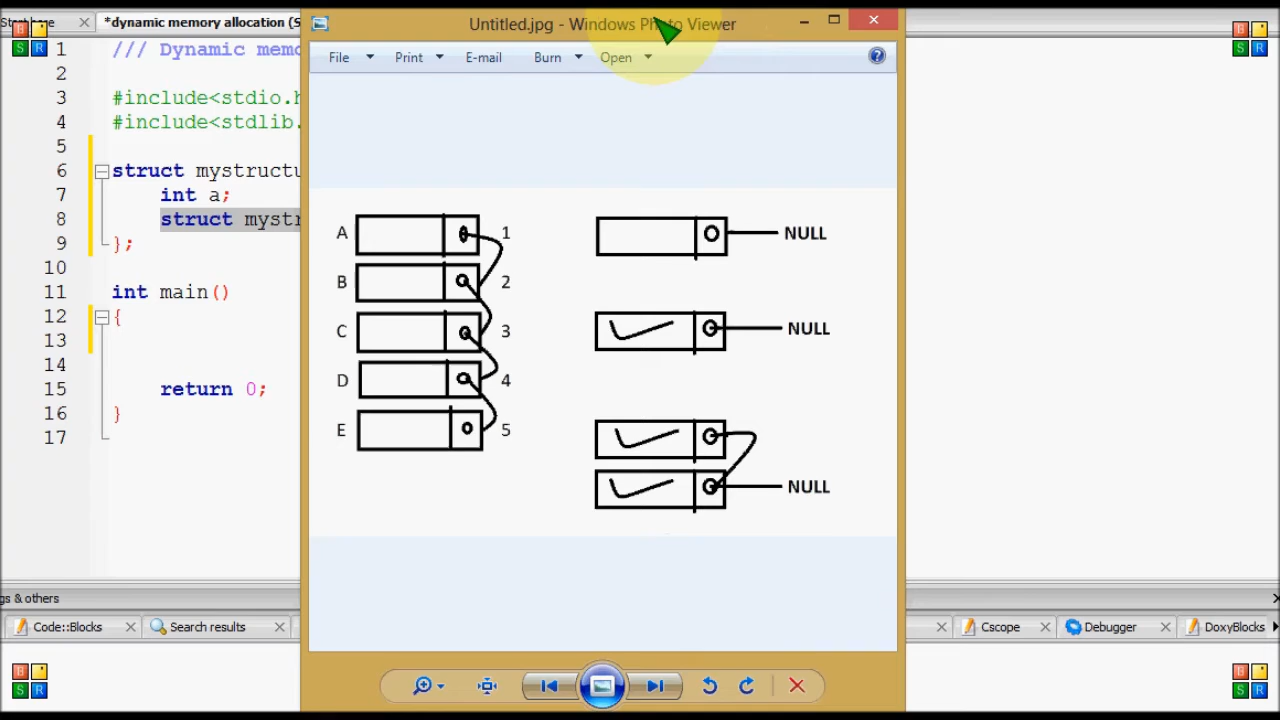 Start here
*dynamic memory allocation (S
Untitled.jpg - Windows Photo Viewer
File Print E-mail Burn Open
1 /// Dynamic memo
2
3 #include<stdio.h
4 #include<stdlib.
5
6 struct mystructu
7 int a;
8 struct mystr
9 };
10
11 int main()
12 {
13
14
15 return 0;
16 }
17
A 1
B 2
C 3
D 4
E 5
NULL
NULL
NULL
gs & others
Code::Blocks Search results Cscope Debugger DoxyBlocks
B
S R
B
S R
B
S R
B
S R